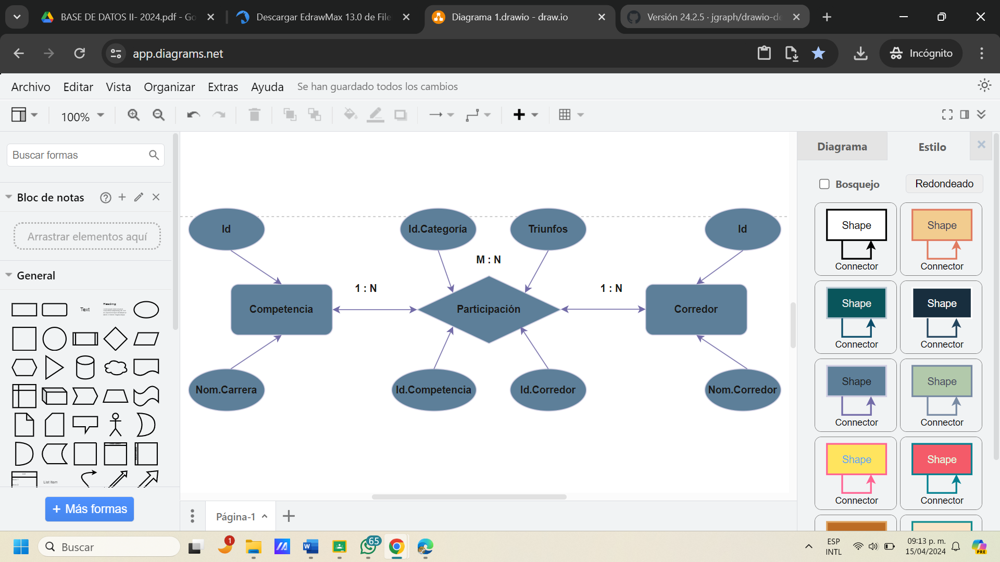 BASE DE DATOS II- 2024.pdf - Go
Descargar EdrawMax 13.0 de File
Diagrama 1.drawio - draw.io
Versión 24.2.5 · jgraph/drawio-de
app.diagrams.net
Incógnito
Archivo Editar Vista Organizar Extras Ayuda Se han guardado todos los cambios
100%
Buscar formas
Bloc de notas
Arrastrar elementos aquí
General
Text
Heading
List Item
+ Más formas
Id
Id.Categoría
Triunfos
Id
M : N
1 : N
1 : N
Competencia
Participación
Corredor
Nom.Carrera
Id.Competencia
Id.Corredor
Nom.Corredor
Página-1
Diagrama
Estilo
Bosquejo
Redondeado
Shape
Connector
Shape
Connector
Shape
Connector
Shape
Connector
Shape
Connector
Shape
Connector
Shape
Connector
Shape
Connector
Buscar
1
65
ESP
INTL
09:13 p. m.
15/04/2024
PRE